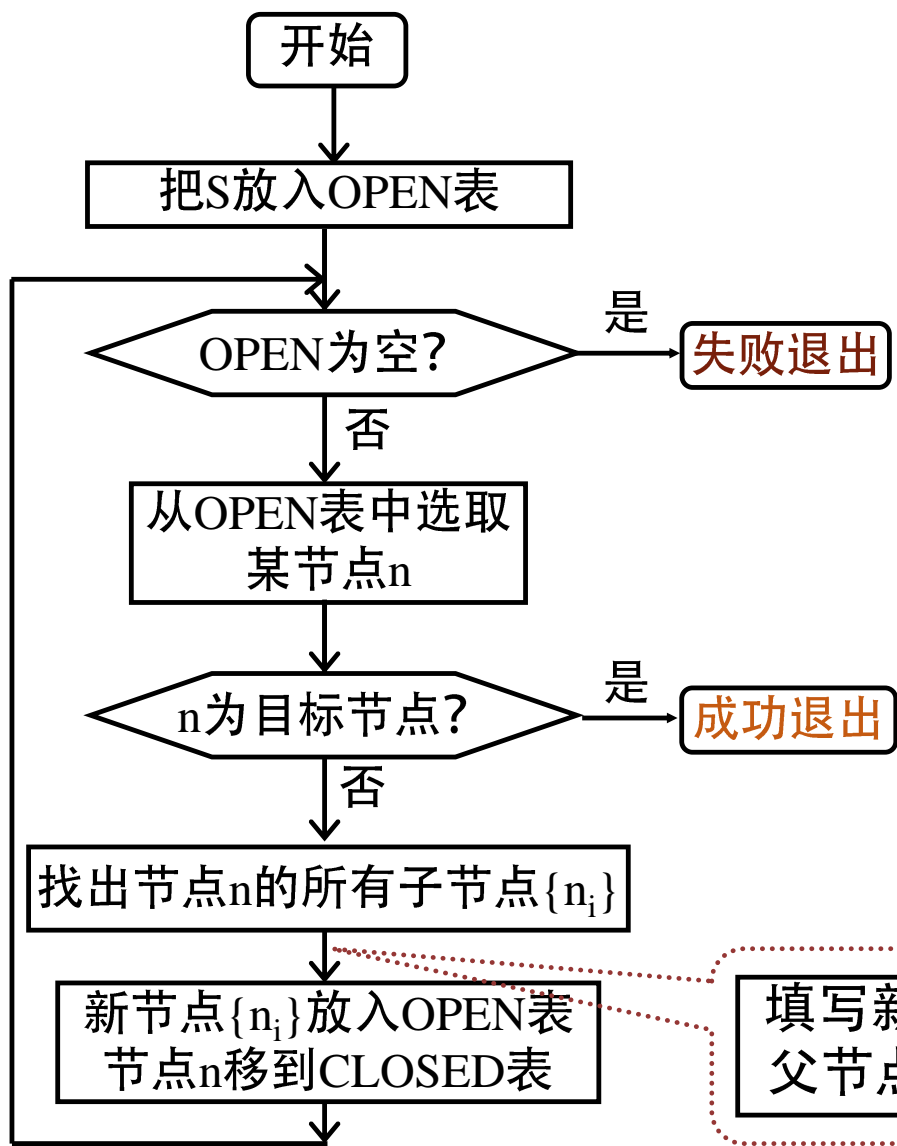 开始
把S放入OPEN表
OPEN为空?
是
失败退出
否
从OPEN表中选取
某节点n
n为目标节点?
是
成功退出
否
找出节点n的所有子节点{nᵢ}
新节点{nᵢ}放入OPEN表
节点n移到CLOSED表
填写新
父节点